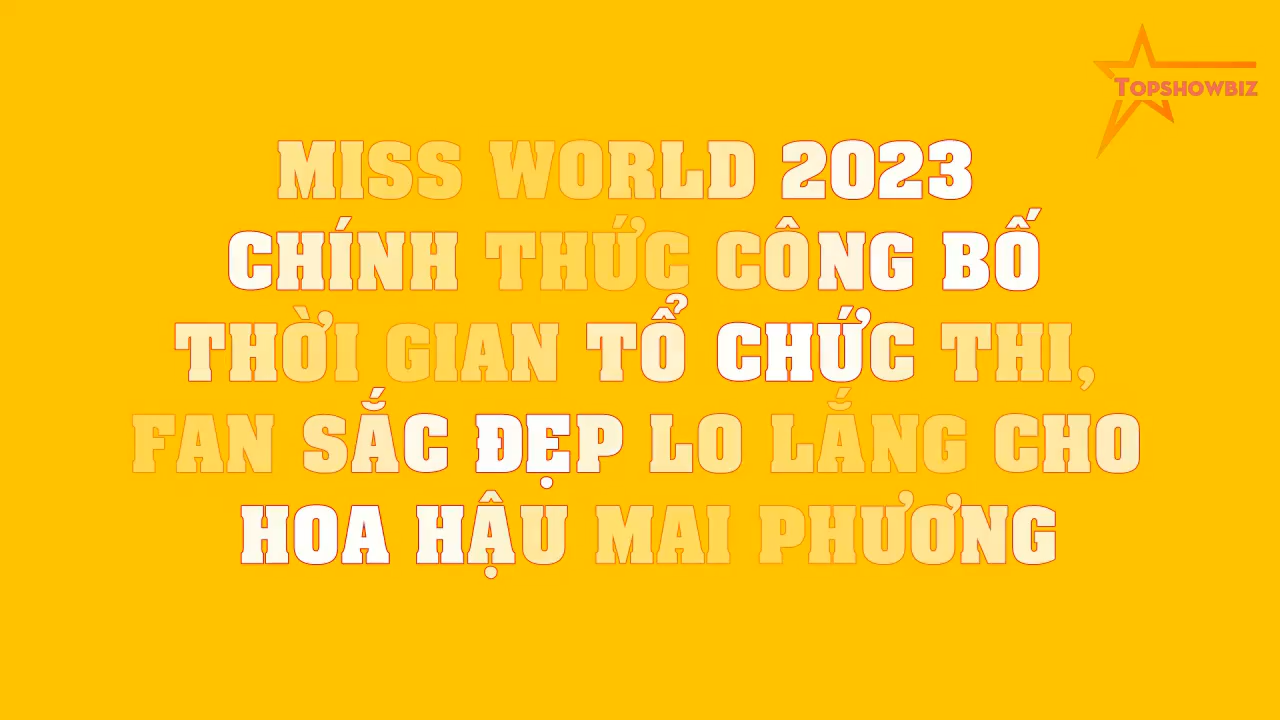 TOPSHOWBIZ
MISS WORLD 2023
CHÍNH THỨC CÔNG BỐ
THỜI GIAN TỔ CHỨC THI,
FAN SẮC ĐẸP LO LẮNG CHO
HOA HẬU MAI PHƯƠNG